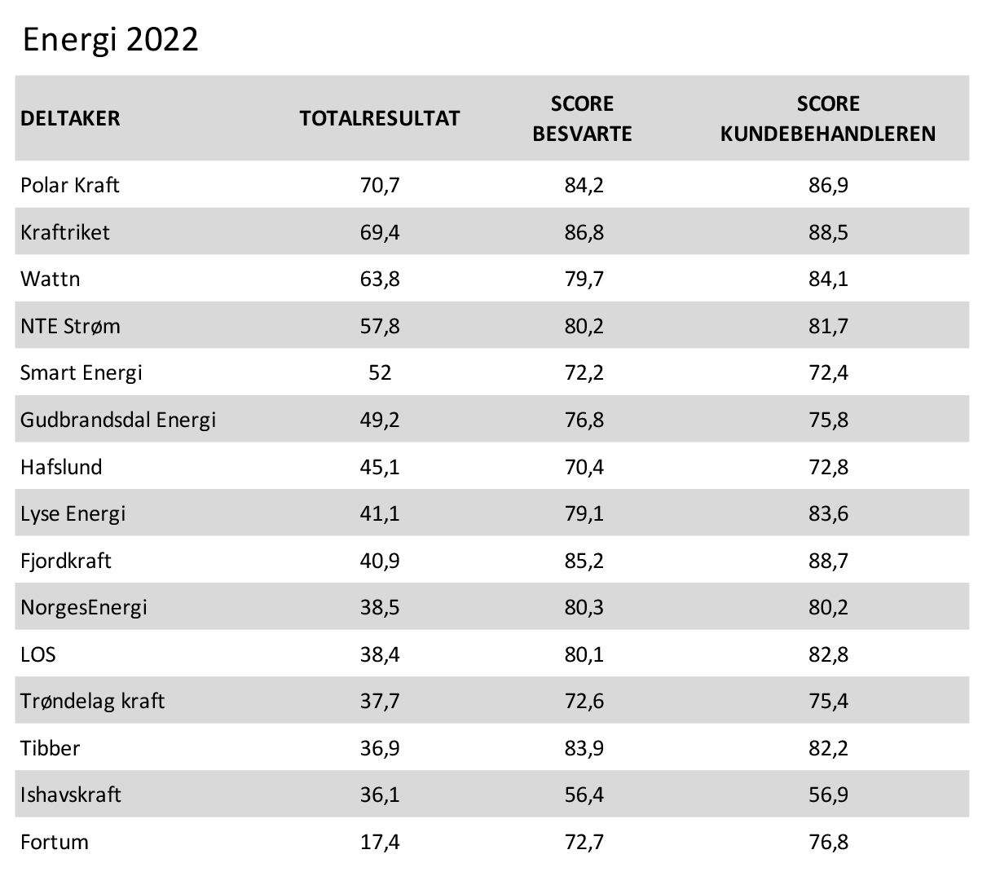 Energi 2022
DELTAKER TOTALRESULTAT SCORE BESVARTE SCORE KUNDEBEHANDLEREN
Polar Kraft 70,7 84,2 86,9
Kraftriket 69,4 86,8 88,5
Wattn 63,8 79,7 84,1
NTE Strøm 57,8 80,2 81,7
Smart Energi 52 72,2 72,4
Gudbrandsdal Energi 49,2 76,8 75,8
Hafslund 45,1 70,4 72,8
Lyse Energi 41,1 79,1 83,6
Fjordkraft 40,9 85,2 88,7
NorgesEnergi 38,5 80,3 80,2
LOS 38,4 80,1 82,8
Trøndelag kraft 37,7 72,6 75,4
Tibber 36,9 83,9 82,2
Ishavskraft 36,1 56,4 56,9
Fortum 17,4 72,7 76,8